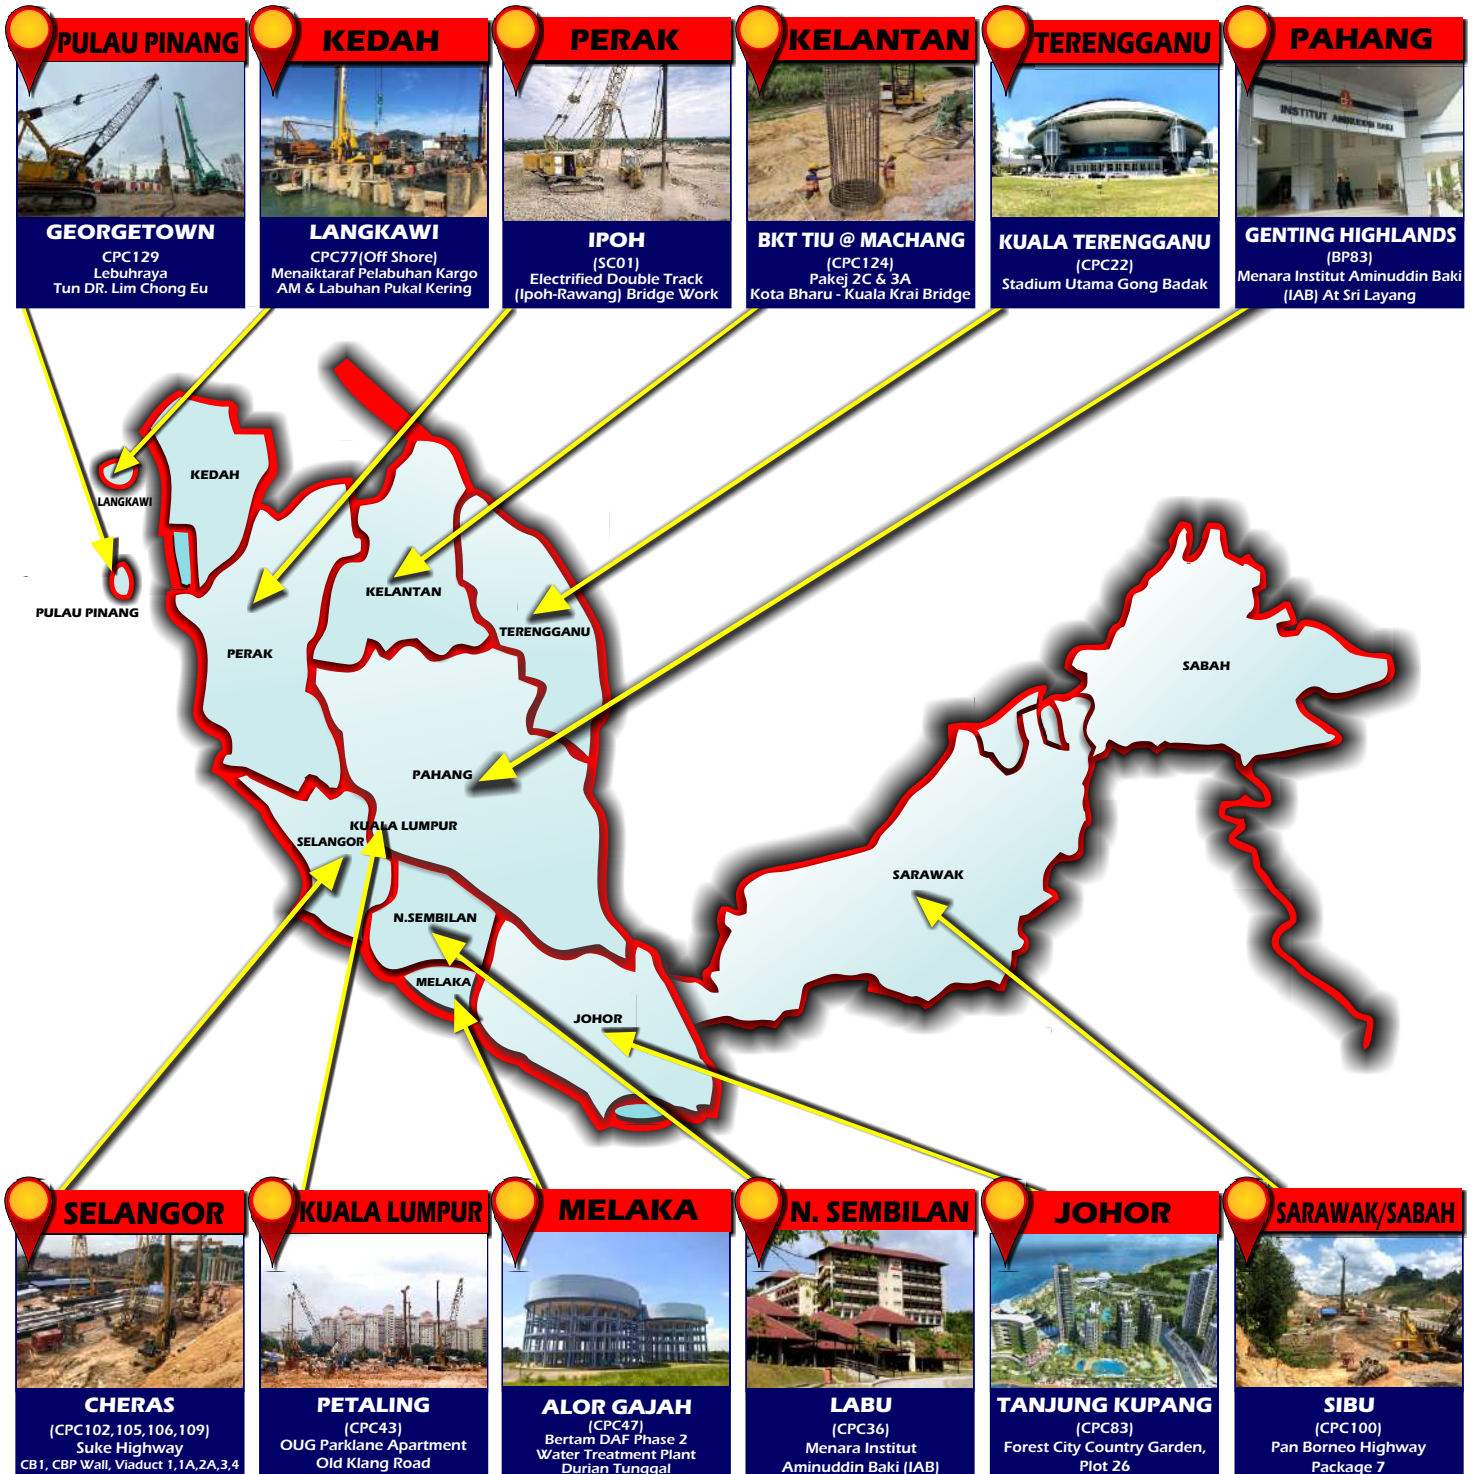 PULAU PINANG
GEORGETOWN
CPC129
Lebuhraya
Tun DR. Lim Chong Eu
KEDAH
LANGKAWI
CPC77(Off Shore)
Menaiktaraf Pelabuhan Kargo
AM & Labuhan Pukal Kering
PERAK
IPOH
(SC01)
Electrified Double Track
(Ipoh-Rawang) Bridge Work
KELANTAN
BKT TIU @ MACHANG
(CPC124)
Pakej 2C & 3A
Kota Bharu - Kuala Krai Bridge
TERENGGANU
KUALA TERENGGANU
(CPC22)
Stadium Utama Gong Badak
PAHANG
INSTITUT AMINUDDIN BAKI
GENTING HIGHLANDS
(BP83)
Menara Institut Aminuddin Baki
(IAB) At Sri Layang
KEDAH
LANGKAWI
PULAU PINANG
KELANTAN
TERENGGANU
PERAK
PAHANG
KUALA LUMPUR
SELANGOR
N.SEMBILAN
MELAKA
JOHOR
SARAWAK
SABAH
SELANGOR
CHERAS
(CPC102,105,106,109)
Suke Highway
CB1, CBP Wall, Viaduct 1,1A,2A,3,4
KUALA LUMPUR
PETALING
(CPC43)
OUG Parklane Apartment
Old Klang Road
MELAKA
ALOR GAJAH
(CPC47)
Bertam DAF Phase 2
Water Treatment Plant
Durian Tunggal
N. SEMBILAN
LABU
(CPC36)
Menara Institut
Aminuddin Baki (IAB)
JOHOR
TANJUNG KUPANG
(CPC83)
Forest City Country Garden,
Plot 26
SARAWAK/SABAH
SIBU
(CPC100)
Pan Borneo Highway
Package 7